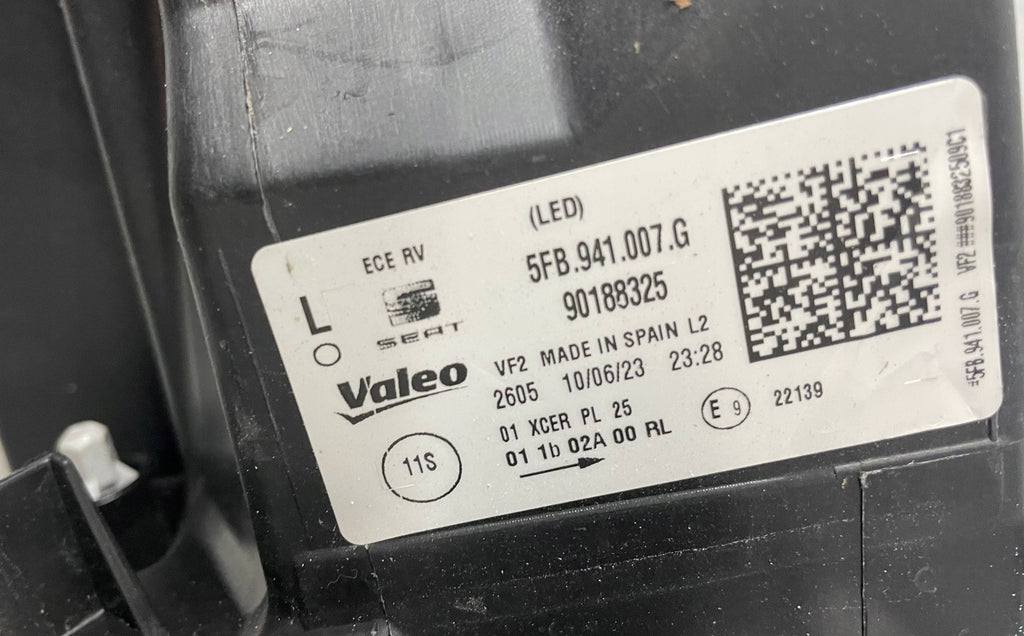 (LED)
ECE RV
5FB.941.007.G
L
90188325
SEAT
O
VF2 MADE IN SPAIN L2
Valeo
2605 10/06/23 23:28
01 XCER PL 25
E 9 22139
11S
01 1b 02A 00 RL